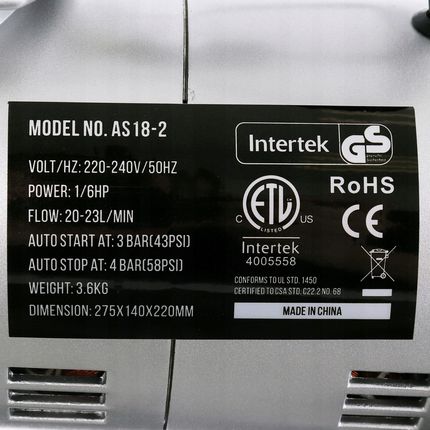 MODEL NO. AS18-2
VOLT/HZ: 220-240V/50HZ
POWER: 1/6HP
FLOW: 20-23L/MIN
AUTO START AT: 3 BAR(43PSI)
AUTO STOP AT: 4 BAR(58PSI)
WEIGHT: 3.6KG
DIMENSION: 275X140X220MM
Intertek GS
ETL
LISTED
C US
Intertek
4005558
RoHS
CE
CONFORMS TO UL STD. 1450
CERTIFIED TO CSA STD. C22.2 NO. 68
MADE IN CHINA